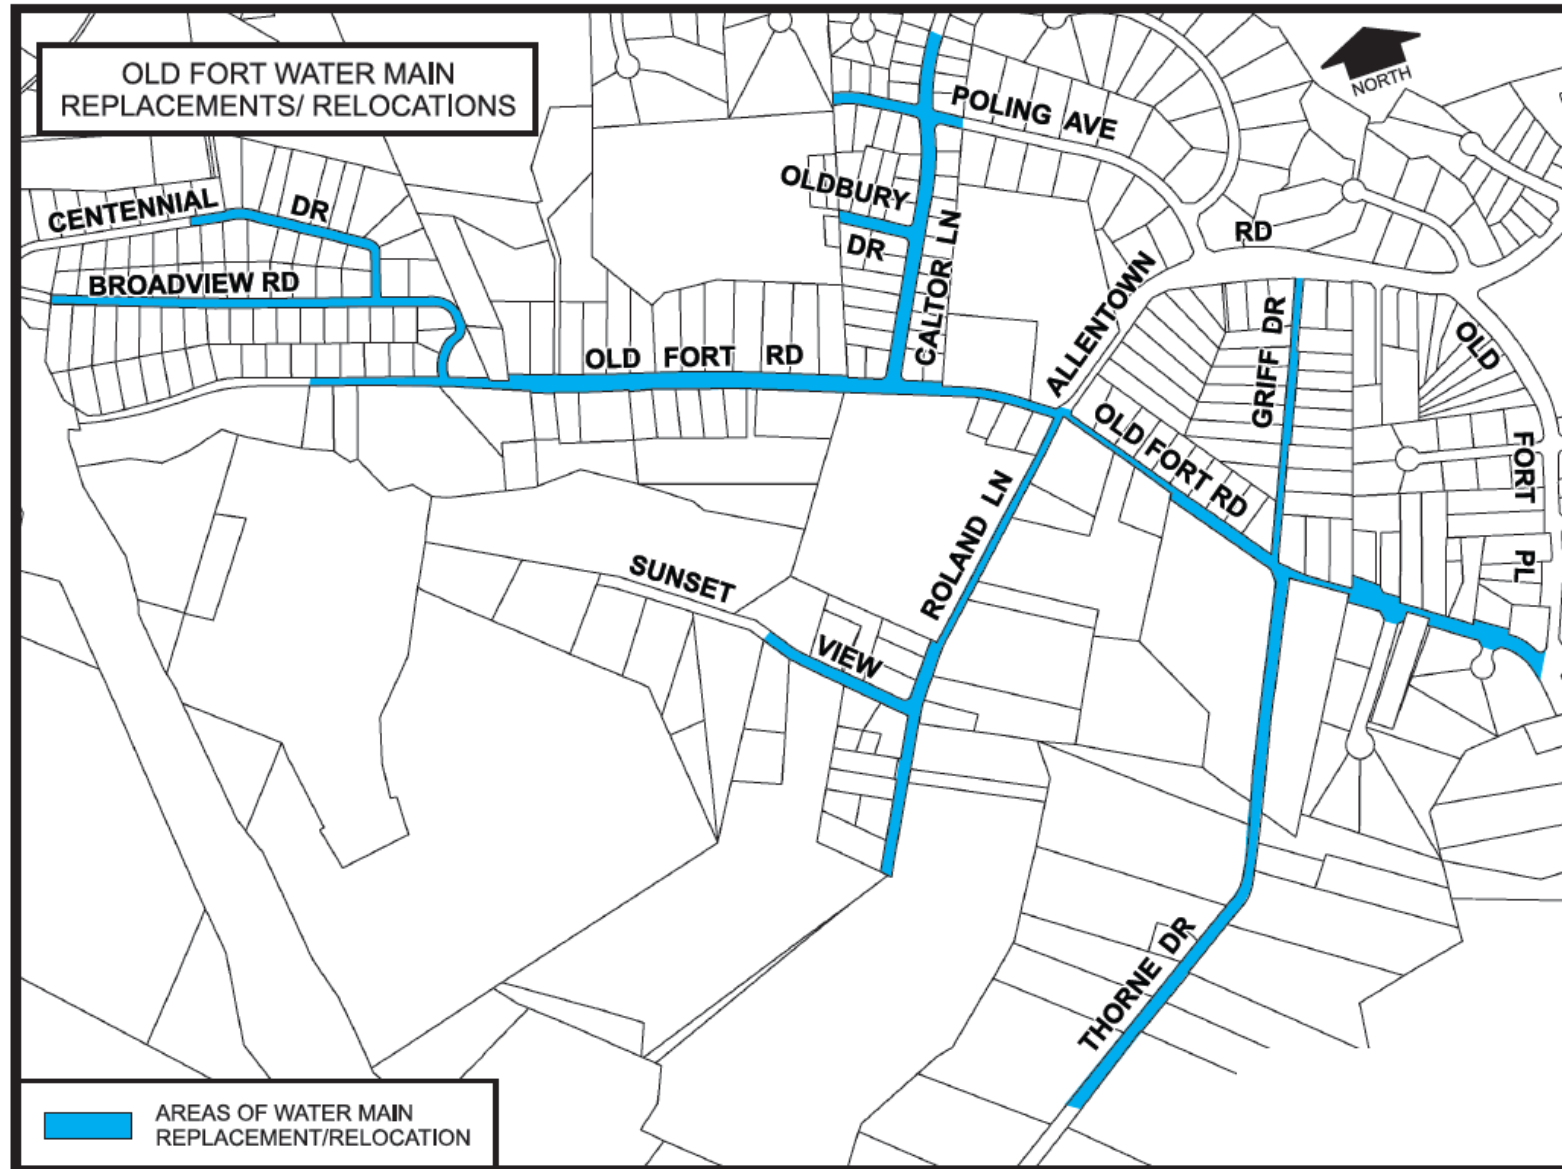 OLD FORT WATER MAIN
REPLACEMENTS/ RELOCATIONS
NORTH
POLING AVE
OLDBURY
DR
CENTENNIAL DR
CALTOR LN
RD
BROADVIEW RD
ALLENTOWN
GRIFF DR
OLD
OLD FORT RD
OLD FORT RD
FORT
PL
ROLAND LN
SUNSET
VIEW
THORNE DR
AREAS OF WATER MAIN
REPLACEMENT/RELOCATION